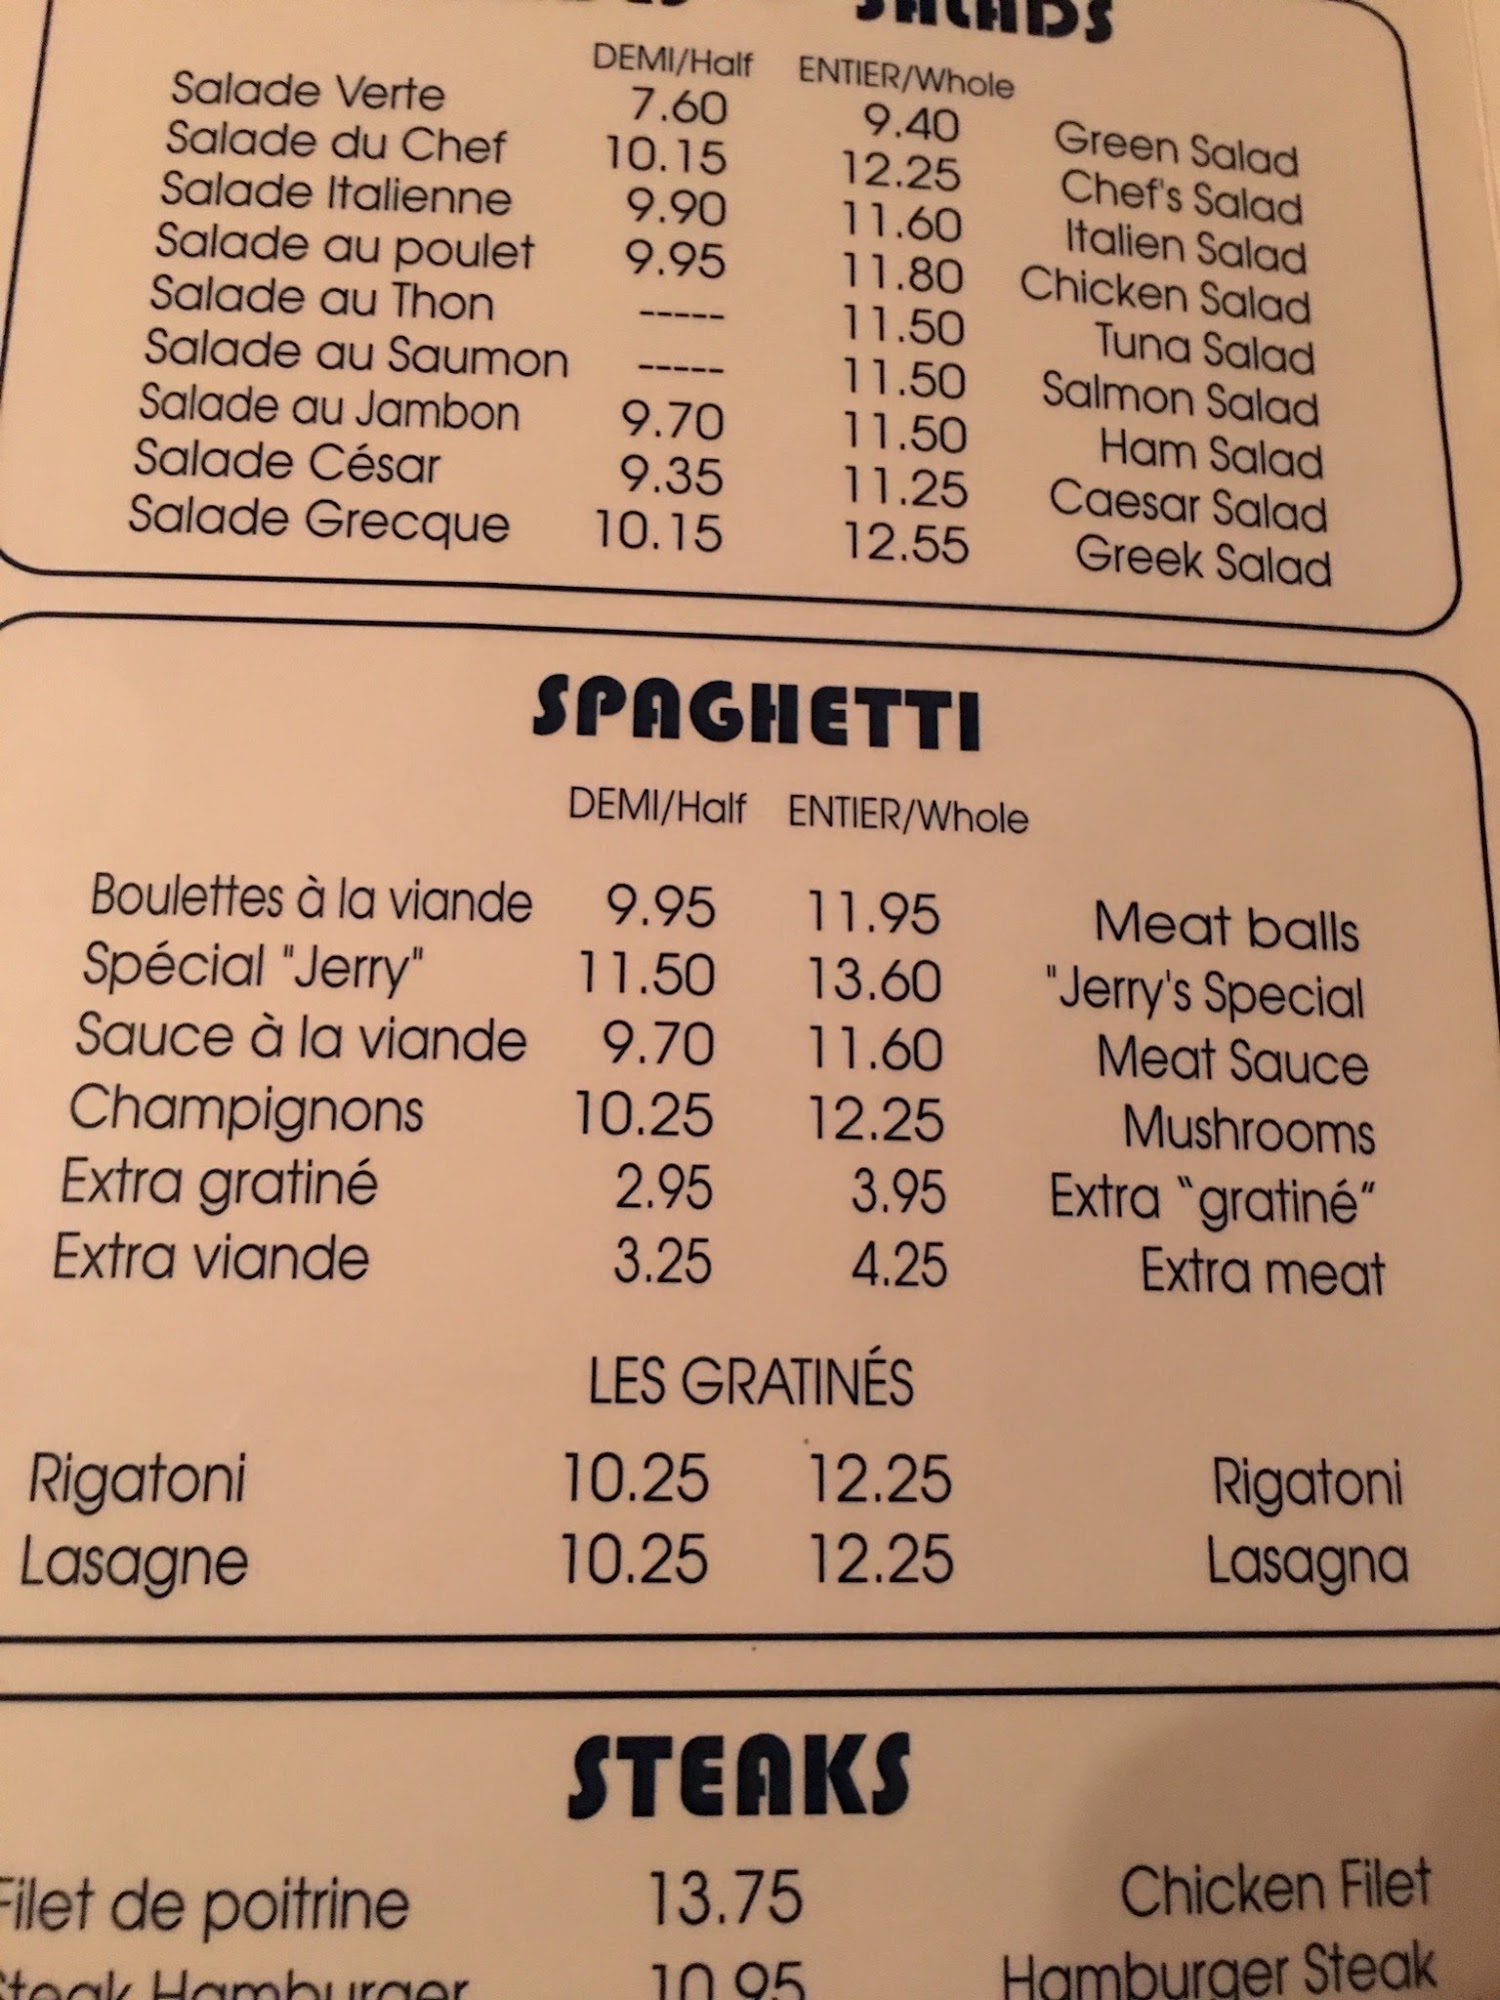 SALADS
DEMI/Half ENTIER/Whole
Salade Verte 7.60 9.40 Green Salad
Salade du Chef 10.15 12.25 Chef's Salad
Salade Italienne 9.90 11.60 Italien Salad
Salade au poulet 9.95 11.80 Chicken Salad
Salade au Thon ----- 11.50 Tuna Salad
Salade au Saumon ----- 11.50 Salmon Salad
Salade au Jambon 9.70 11.50 Ham Salad
Salade César 9.35 11.25 Caesar Salad
Salade Grecque 10.15 12.55 Greek Salad
SPAGHETTI
DEMI/Half ENTIER/Whole
Boulettes à la viande 9.95 11.95 Meat balls
Spécial "Jerry" 11.50 13.60 "Jerry's Special
Sauce à la viande 9.70 11.60 Meat Sauce
Champignons 10.25 12.25 Mushrooms
Extra gratiné 2.95 3.95 Extra "gratiné"
Extra viande 3.25 4.25 Extra meat
LES GRATINÉS
Rigatoni 10.25 12.25 Rigatoni
Lasagne 10.25 12.25 Lasagna
STEAKS
Filet de poitrine 13.75 Chicken Filet
Steak Hamburger 10.95 Hamburger Steak